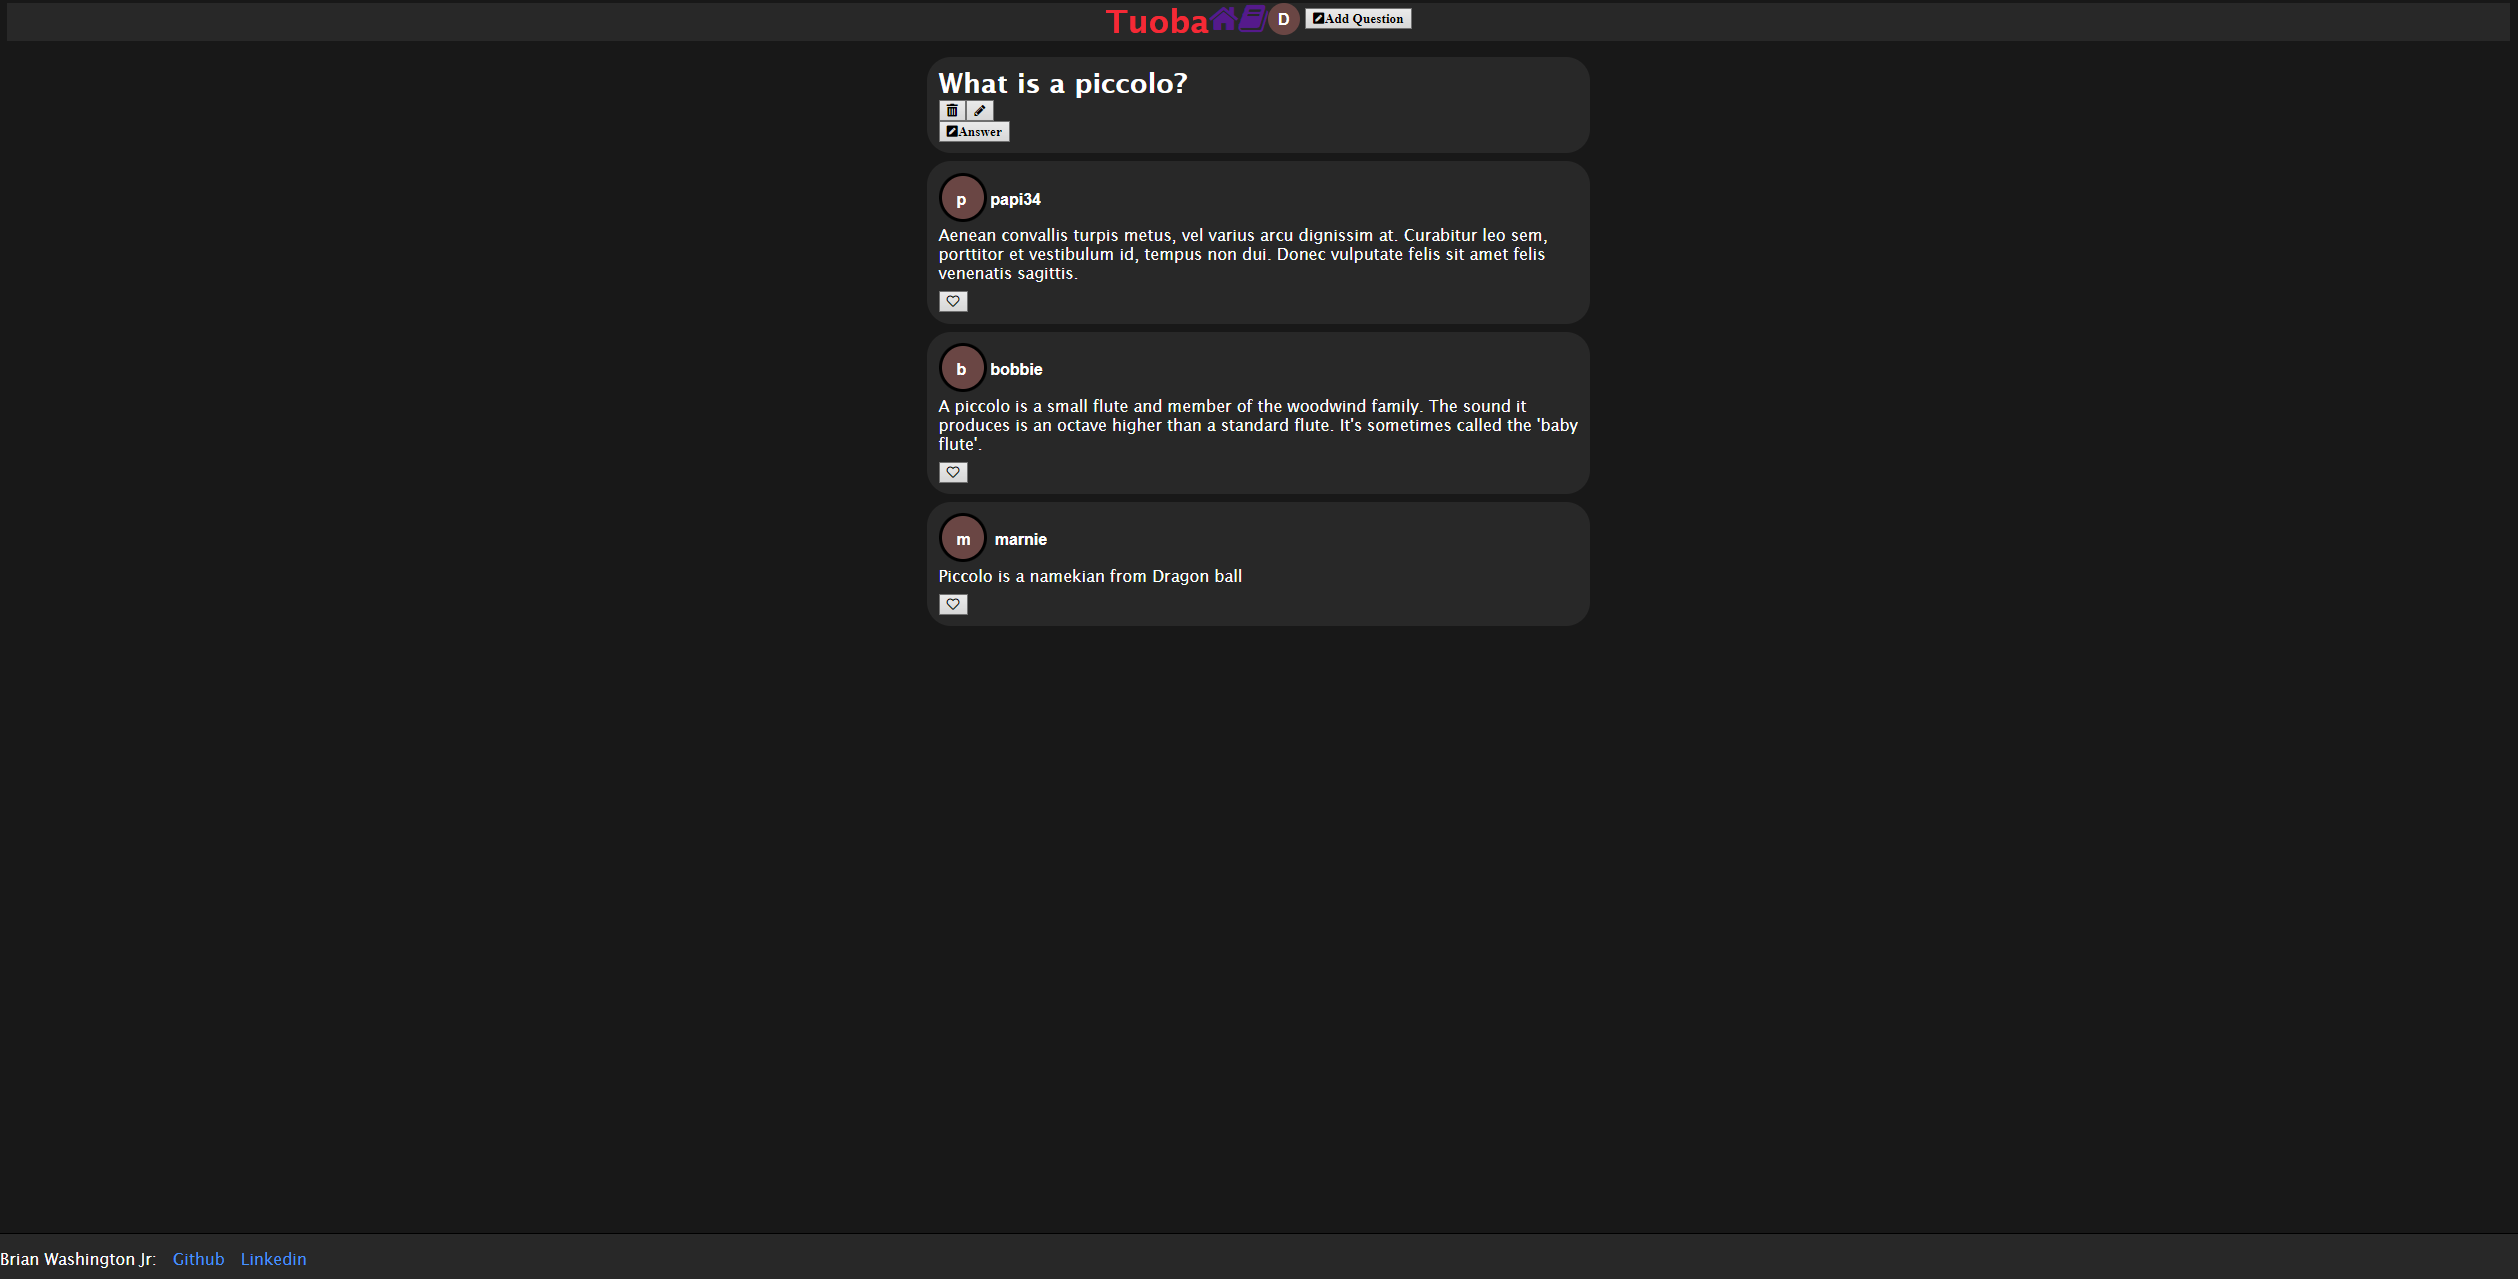 Tuoba D Add Question
What is a piccolo?
Answer
p papi34
Aenean convallis turpis metus, vel varius arcu dignissim at. Curabitur leo sem,
porttitor et vestibulum id, tempus non dui. Donec vulputate felis sit amet felis
venenatis sagittis.
b bobbie
A piccolo is a small flute and member of the woodwind family. The sound it
produces is an octave higher than a standard flute. It's sometimes called the 'baby
flute'.
m marnie
Piccolo is a namekian from Dragon ball
Brian Washington Jr: Github Linkedin